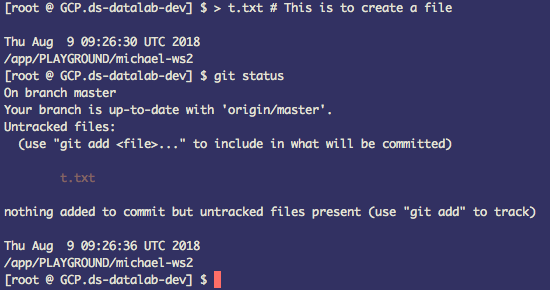 [root @ GCP.ds-datalab-dev] $ > t.txt # This is to create a file
Thu Aug  9 09:26:30 UTC 2018
/app/PLAYGROUND/michael-ws2
[root @ GCP.ds-datalab-dev] $ git status
On branch master
Your branch is up-to-date with 'origin/master'.
Untracked files:
  (use "git add <file>..." to include in what will be committed)
        t.txt
nothing added to commit but untracked files present (use "git add" to track)
Thu Aug  9 09:26:36 UTC 2018
/app/PLAYGROUND/michael-ws2
[root @ GCP.ds-datalab-dev] $